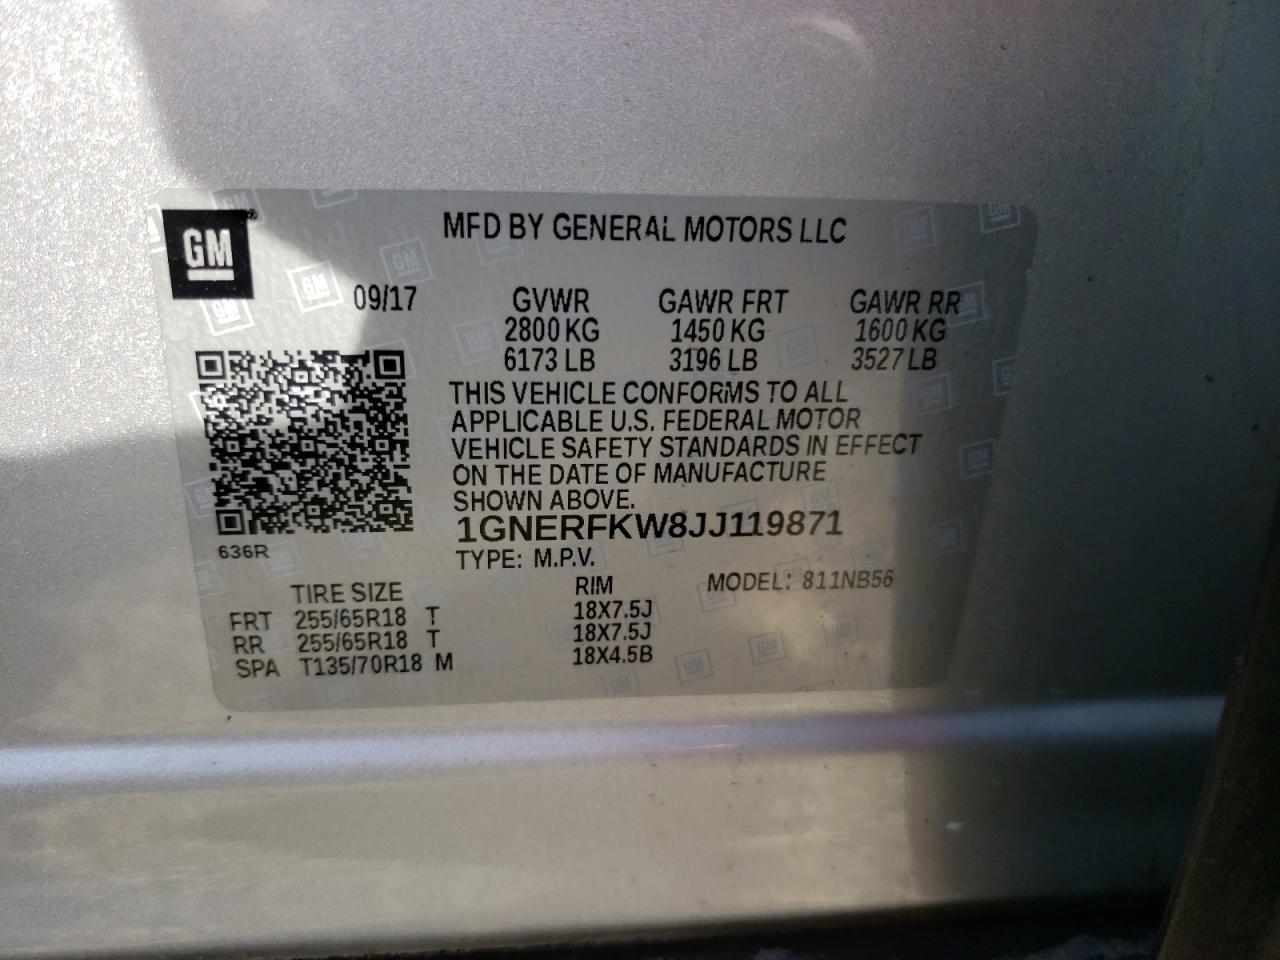 GM
MFD BY GENERAL MOTORS LLC
09/17 GVWR GAWR FRT GAWR RR
2800 KG 1450 KG 1600 KG
6173 LB 3196 LB 3527 LB
THIS VEHICLE CONFORMS TO ALL
APPLICABLE U.S. FEDERAL MOTOR
VEHICLE SAFETY STANDARDS IN EFFECT
ON THE DATE OF MANUFACTURE
SHOWN ABOVE.
1GNERFKW8JJ119871
636R
TYPE: M.P.V.
TIRE SIZE RIM MODEL: 811NB56
FRT 255/65R18 T 18X7.5J
RR 255/65R18 T 18X7.5J
SPA T135/70R18 M 18X4.5B